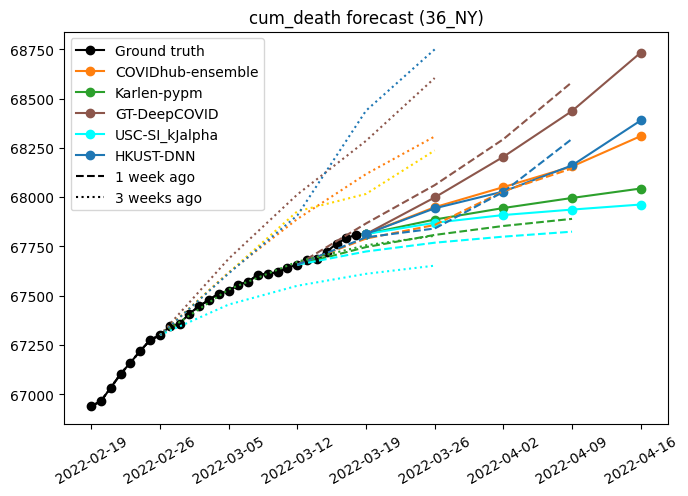 cum_death forecast (36_NY)
68750
68500
68250
68000
67750
67500
67250
67000
Ground truth
COVIDhub-ensemble
Karlen-pypm
GT-DeepCOVID
USC-SI_kJalpha
HKUST-DNN
1 week ago
3 weeks ago
2022-02-19
2022-02-26
2022-03-05
2022-03-12
2022-03-19
2022-03-26
2022-04-02
2022-04-09
2022-04-16